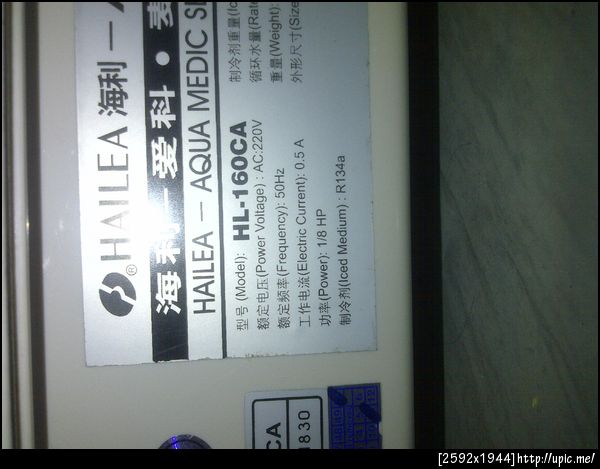 HAILEA 海利 –
海利–爱科·
HAILEA – AQUA MEDIC
型号 (Model): HL-160CA
额定电压(Power Voltage) : AC:220V
额定频率(Frequency): 50Hz
工作电流(Electric Current): 0.5 A
功率(Power): 1/8 HP
制冷剂(Iced Medium) : R134a
制冷剂重量
循环水量
重量(Weight):
外形尺寸
CA
1830
[2592x1944]http://upic.me/